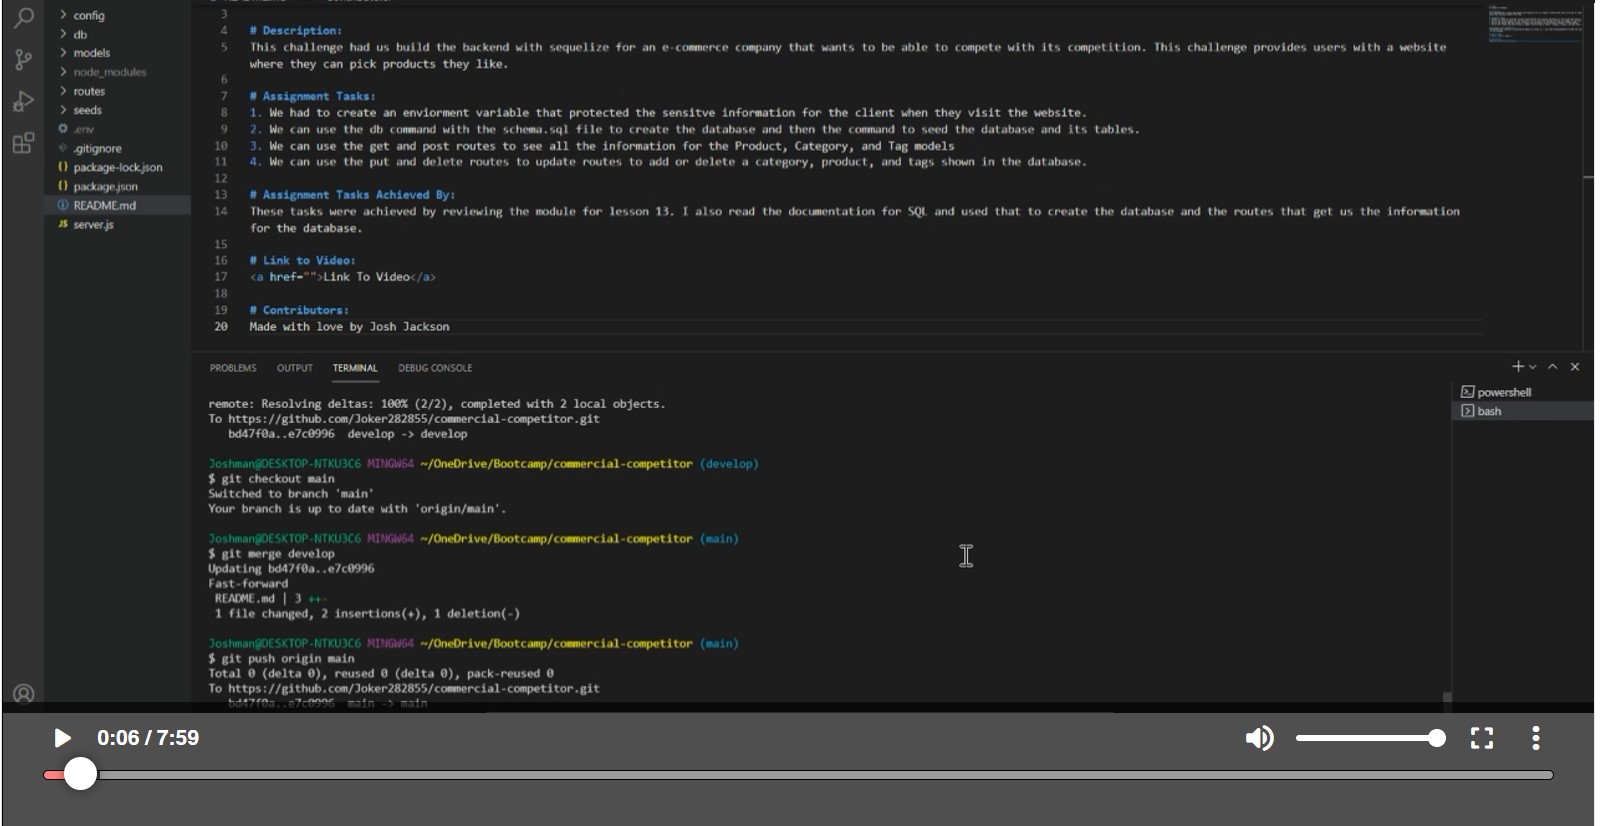 config
db
models
node_modules
routes
seeds
.env
.gitignore
package-lock.json
package.json
README.md
JS server.js
3
4 # Description:
5 This challenge had us build the backend with sequelize for an e-commerce company that wants to be able to compete with its competition. This challenge provides users with a website
where they can pick products they like.
6
7 # Assignment Tasks:
8 1. We had to create an enviorment variable that protected the sensitve information for the client when they visit the website.
9 2. We can use the db command with the schema.sql file to create the database and then the command to seed the database and its tables.
10 3. We can use the get and post routes to see all the information for the Product, Category, and Tag models
11 4. We can use the put and delete routes to update routes to add or delete a category, product, and tags shown in the database.
12
13 # Assignment Tasks Achieved By:
14 These tasks were achieved by reviewing the module for lesson 13. I also read the documentation for SQL and used that to create the database and the routes that get us the information
for the database.
15
16 # Link to Video:
17 <a href="">Link To Video</a>
18
19 # Contributors:
20 Made with love by Josh Jackson
PROBLEMS OUTPUT TERMINAL DEBUG CONSOLE
powershell
bash
remote: Resolving deltas: 100% (2/2), completed with 2 local objects.
To https://github.com/Joker282855/commercial-competitor.git
bd47f0a..e7c0996 develop -> develop
Joshman@DESKTOP-NTKU3C6 MINGW64 ~/OneDrive/Bootcamp/commercial-competitor (develop)
$ git checkout main
Switched to branch 'main'
Your branch is up to date with 'origin/main'.
Joshman@DESKTOP-NTKU3C6 MINGW64 ~/OneDrive/Bootcamp/commercial-competitor (main)
$ git merge develop
Updating bd47f0a..e7c0996
Fast-forward
README.md | 3 ++-
1 file changed, 2 insertions(+), 1 deletion(-)
Joshman@DESKTOP-NTKU3C6 MINGW64 ~/OneDrive/Bootcamp/commercial-competitor (main)
$ git push origin main
Total 0 (delta 0), reused 0 (delta 0), pack-reused 0
To https://github.com/Joker282855/commercial-competitor.git
bd47f0a..e7c0996 main -> main
0:06 / 7:59